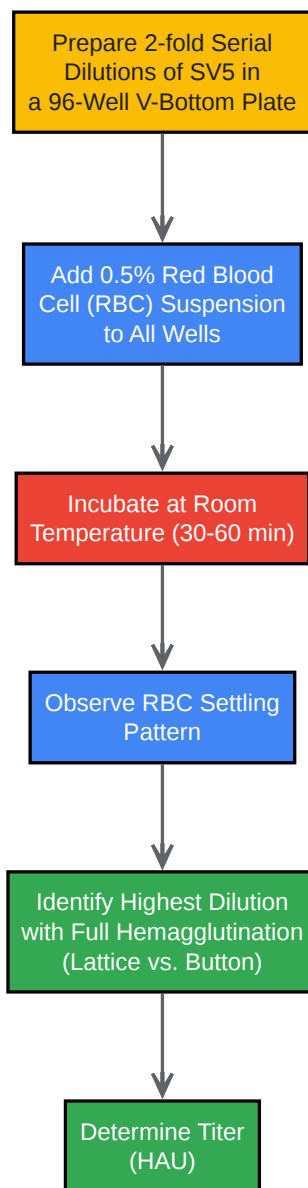 Prepare 2-fold Serial
Dilutions of SV5 in
a 96-Well V-Bottom Plate
Add 0.5% Red Blood
Cell (RBC) Suspension
to All Wells
Incubate at Room
Temperature (30-60 min)
Observe RBC Settling
Pattern
Identify Highest Dilution
with Full Hemagglutination
(Lattice vs. Button)
Determine Titer
(HAU)